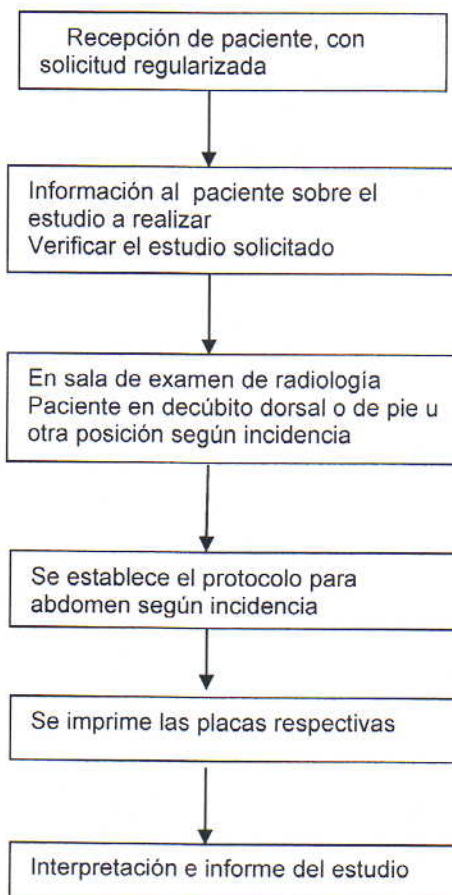 Recepción de paciente, con
solicitud regularizada
Información al paciente sobre el
estudio a realizar
Verificar el estudio solicitado
En sala de examen de radiología
Paciente en decúbito dorsal o de pie u
otra posición según incidencia
Se establece el protocolo para
abdomen según incidencia
Se imprime las placas respectivas
Interpretación e informe del estudio